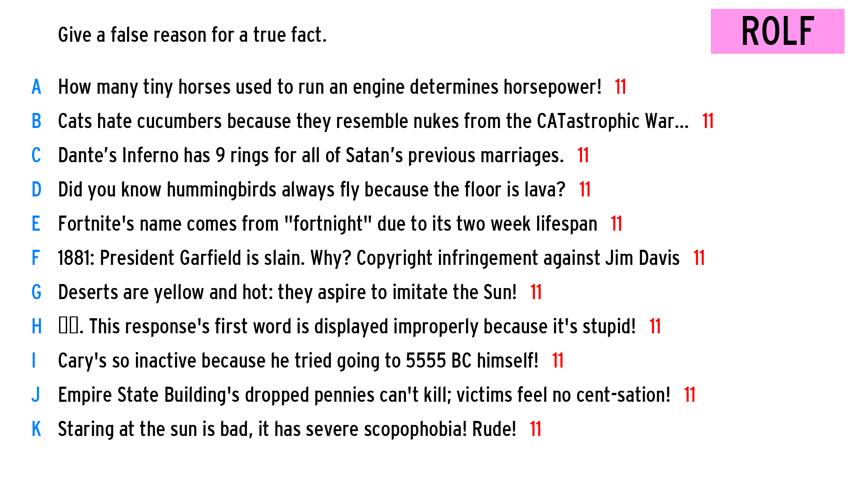 Give a false reason for a true fact.
ROLF
A How many tiny horses used to run an engine determines horsepower! 11
B Cats hate cucumbers because they resemble nukes from the CATastrophic War... 11
C Dante's Inferno has 9 rings for all of Satan's previous marriages. 11
D Did you know hummingbirds always fly because the floor is lava? 11
E Fortnite's name comes from "fortnight" due to its two week lifespan 11
F 1881: President Garfield is slain. Why? Copyright infringement against Jim Davis 11
G Deserts are yellow and hot: they aspire to imitate the Sun! 11
H ▯▯. This response's first word is displayed improperly because it's stupid! 11
I Cary's so inactive because he tried going to 5555 BC himself! 11
J Empire State Building's dropped pennies can't kill; victims feel no cent-sation! 11
K Staring at the sun is bad, it has severe scopophobia! Rude! 11